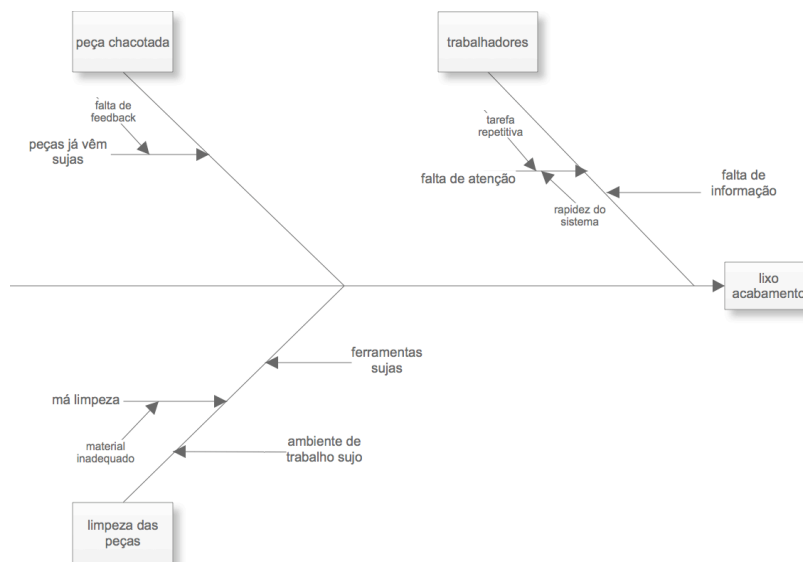 peça chacotada
trabalhadores
falta de
feedback
peças já vêm
sujas
tarefa
repetitiva
falta de atenção
rapidez do
sistema
falta de
informação
lixo
acabamento
ferramentas
sujas
má limpeza
material
inadequado
ambiente de
trabalho sujo
limpeza das
peças